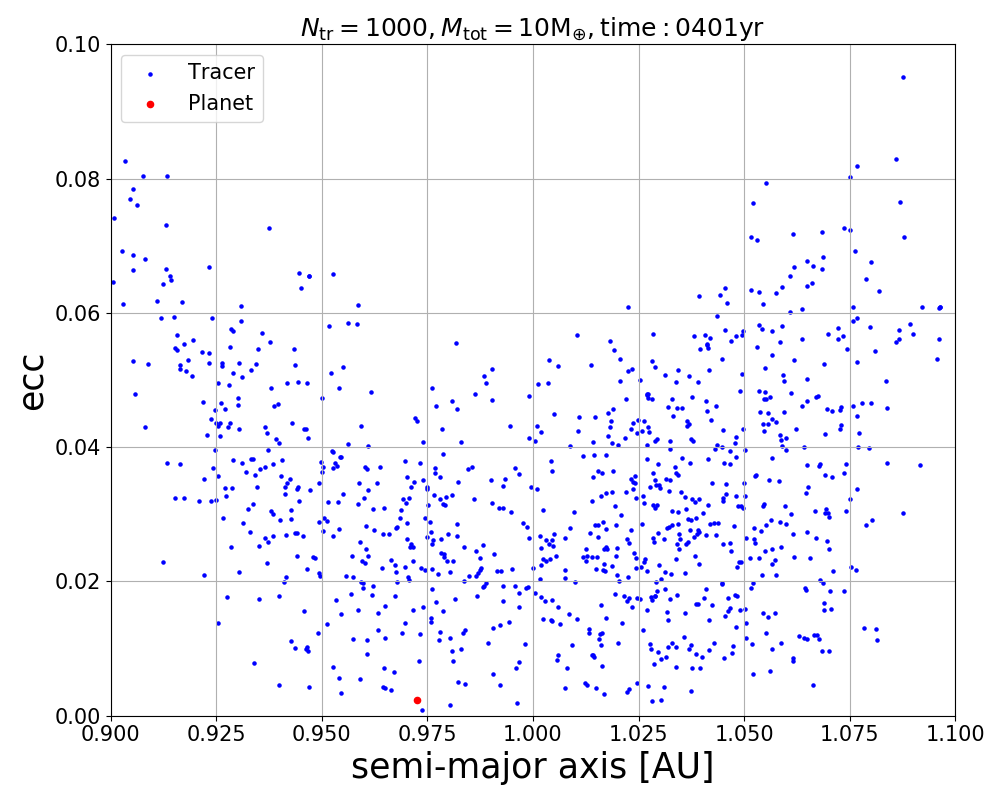 N_tr = 1000, M_tot = 10M_⊕, time : 0401yr
0.10
Tracer
Planet
0.08
0.06
ecc
0.04
0.02
0.00
0.900 0.925 0.950 0.975 1.000 1.025 1.050 1.075 1.100
semi-major axis [AU]